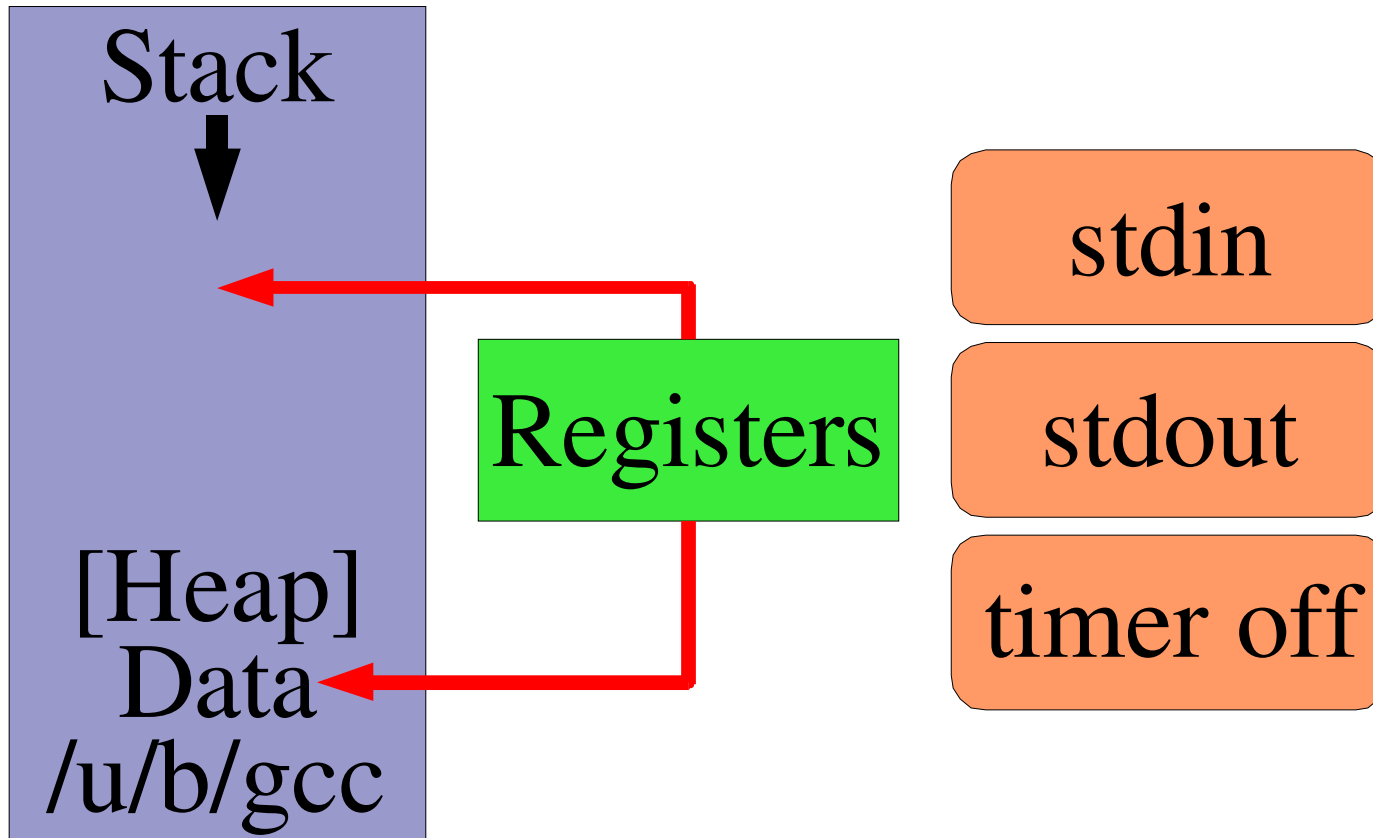 Stack
[Heap]
Data
/u/b/gcc
Registers
stdin
stdout
timer off